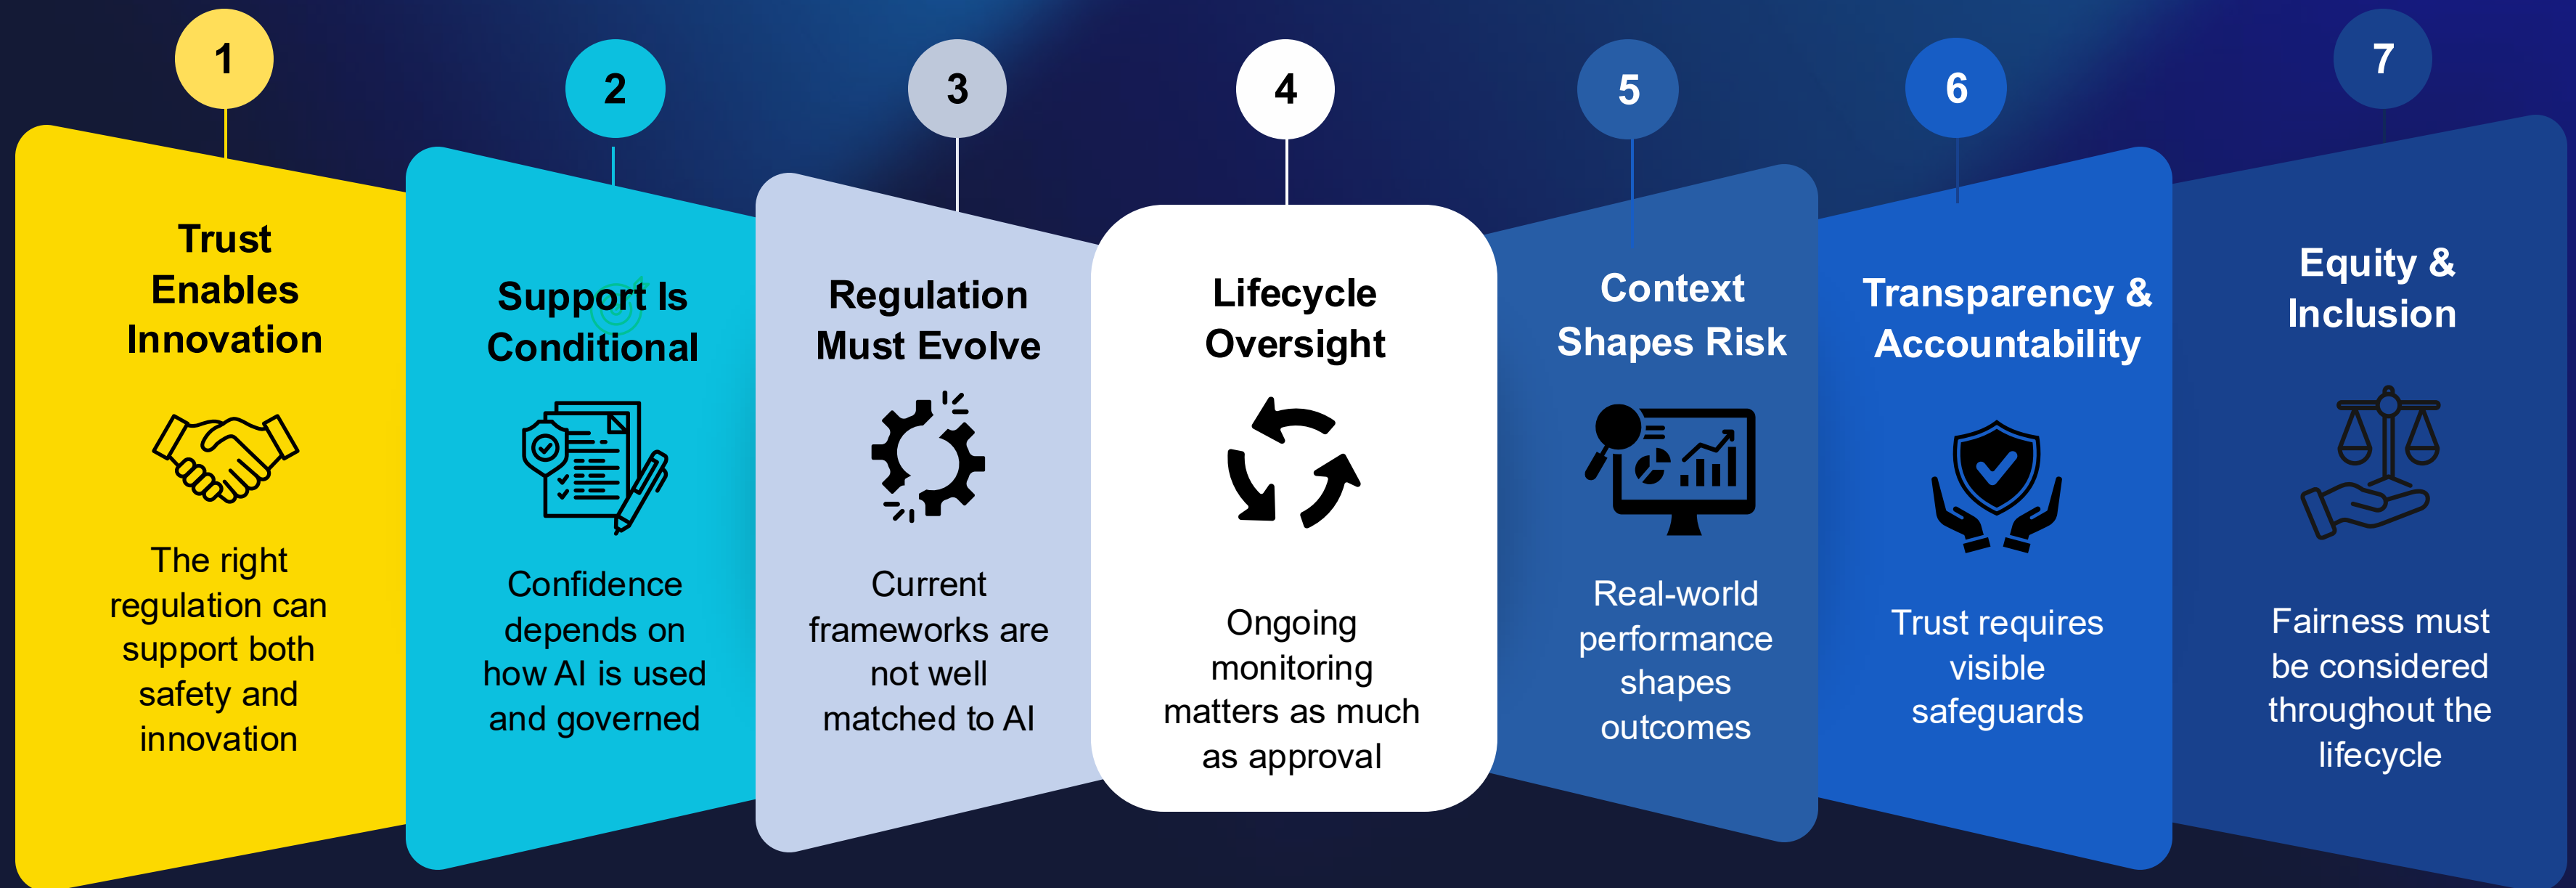 1
Trust
Enables
Innovation
The right
regulation can
support both
safety and
innovation
2
Support Is
Conditional
Confidence
depends on
how AI is used
and governed
3
Regulation
Must Evolve
Current
frameworks are
not well
matched to AI
4
Lifecycle
Oversight
Ongoing
monitoring
matters as much
as approval
5
Context
Shapes Risk
Real-world
performance
shapes
outcomes
6
Transparency &
Accountability
Trust requires
visible
safeguards
7
Equity &
Inclusion
Fairness must
be considered
throughout the
lifecycle